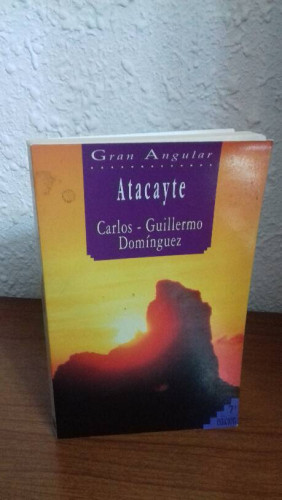 Gran Angular
Atacayte
Carlos - Guillermo
Domínguez